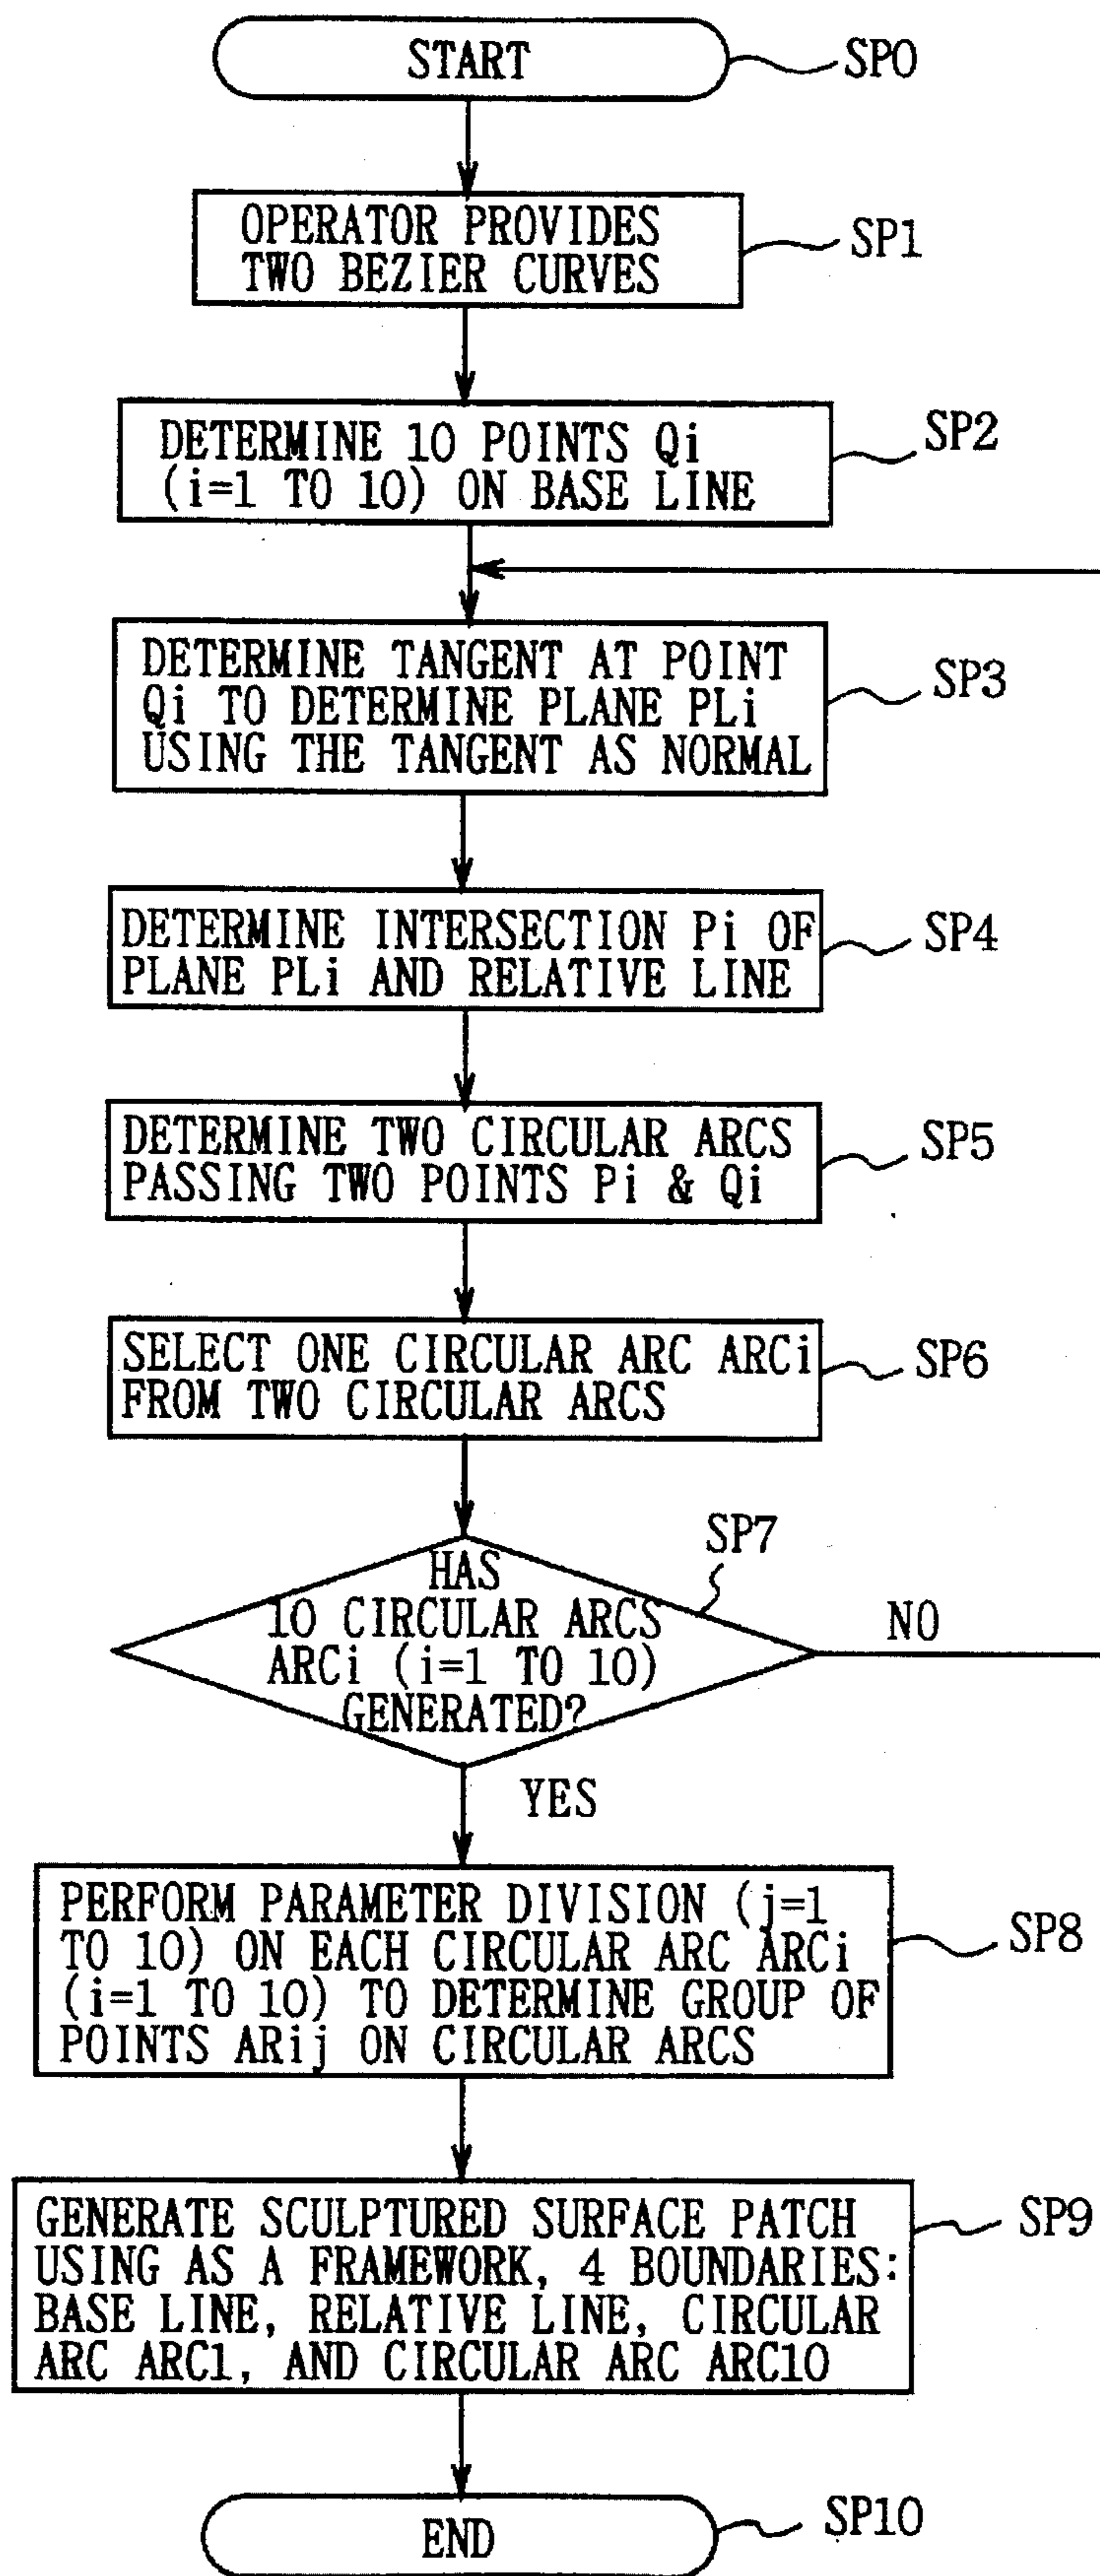 START
SP0
OPERATOR PROVIDES
TWO BEZIER CURVES
SP1
DETERMINE 10 POINTS Qi
(i=1 TO 10) ON BASE LINE
SP2
DETERMINE TANGENT AT POINT
Qi TO DETERMINE PLANE PLi
USING THE TANGENT AS NORMAL
SP3
DETERMINE INTERSECTION Pi OF
PLANE PLi AND RELATIVE LINE
SP4
DETERMINE TWO CIRCULAR ARCS
PASSING TWO POINTS Pi & Qi
SP5
SELECT ONE CIRCULAR ARC ARCi
FROM TWO CIRCULAR ARCS
SP6
HAS
10 CIRCULAR ARCS
ARCi (i=1 TO 10)
GENERATED?
SP7
NO
YES
PERFORM PARAMETER DIVISION (j=1
TO 10) ON EACH CIRCULAR ARC ARCi
(i=1 TO 10) TO DETERMINE GROUP OF
POINTS ARij ON CIRCULAR ARCS
SP8
GENERATE SCULPTURED SURFACE PATCH
USING AS A FRAMEWORK, 4 BOUNDARIES:
BASE LINE, RELATIVE LINE, CIRCULAR
ARC ARC1, AND CIRCULAR ARC ARC10
SP9
END
SP10